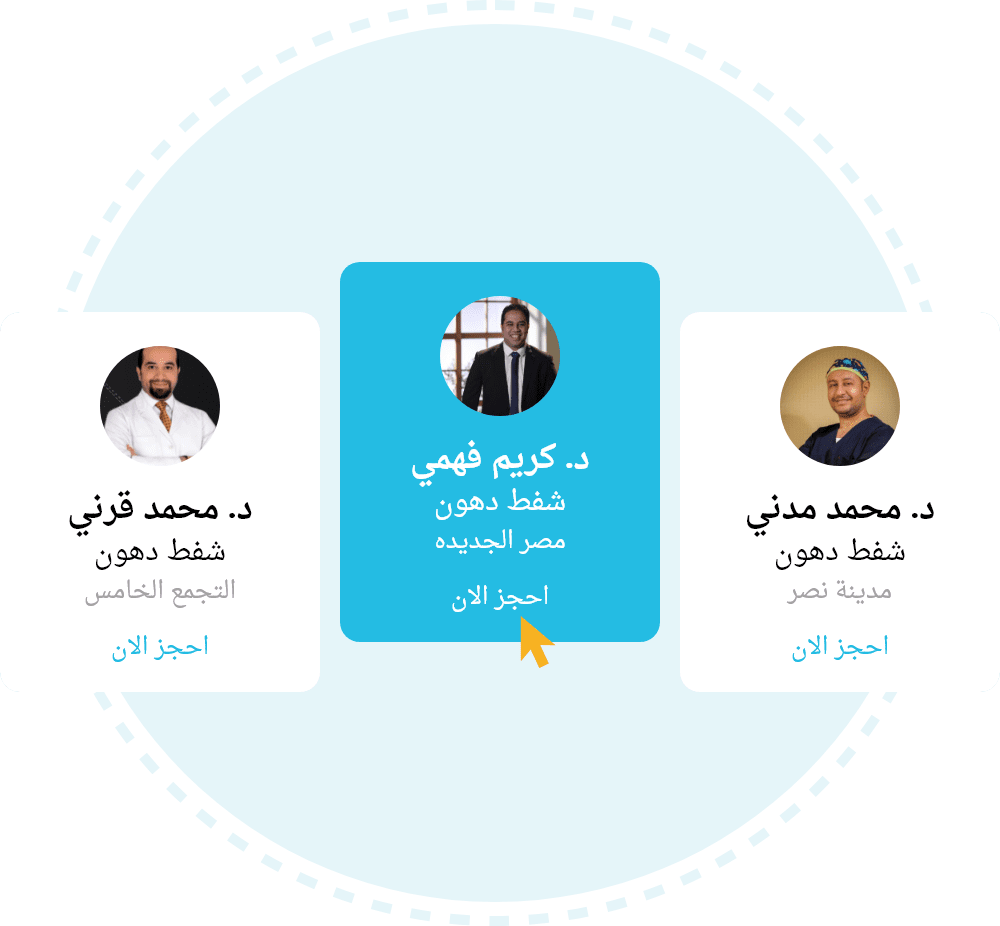 د. محمد مدني
شفط دهون
مدينة نصر
احجز الان
د. كريم فهمي
شفط دهون
مصر الجديده
احجز الان
د. محمد قرني
شفط دهون
التجمع الخامس
احجز الان